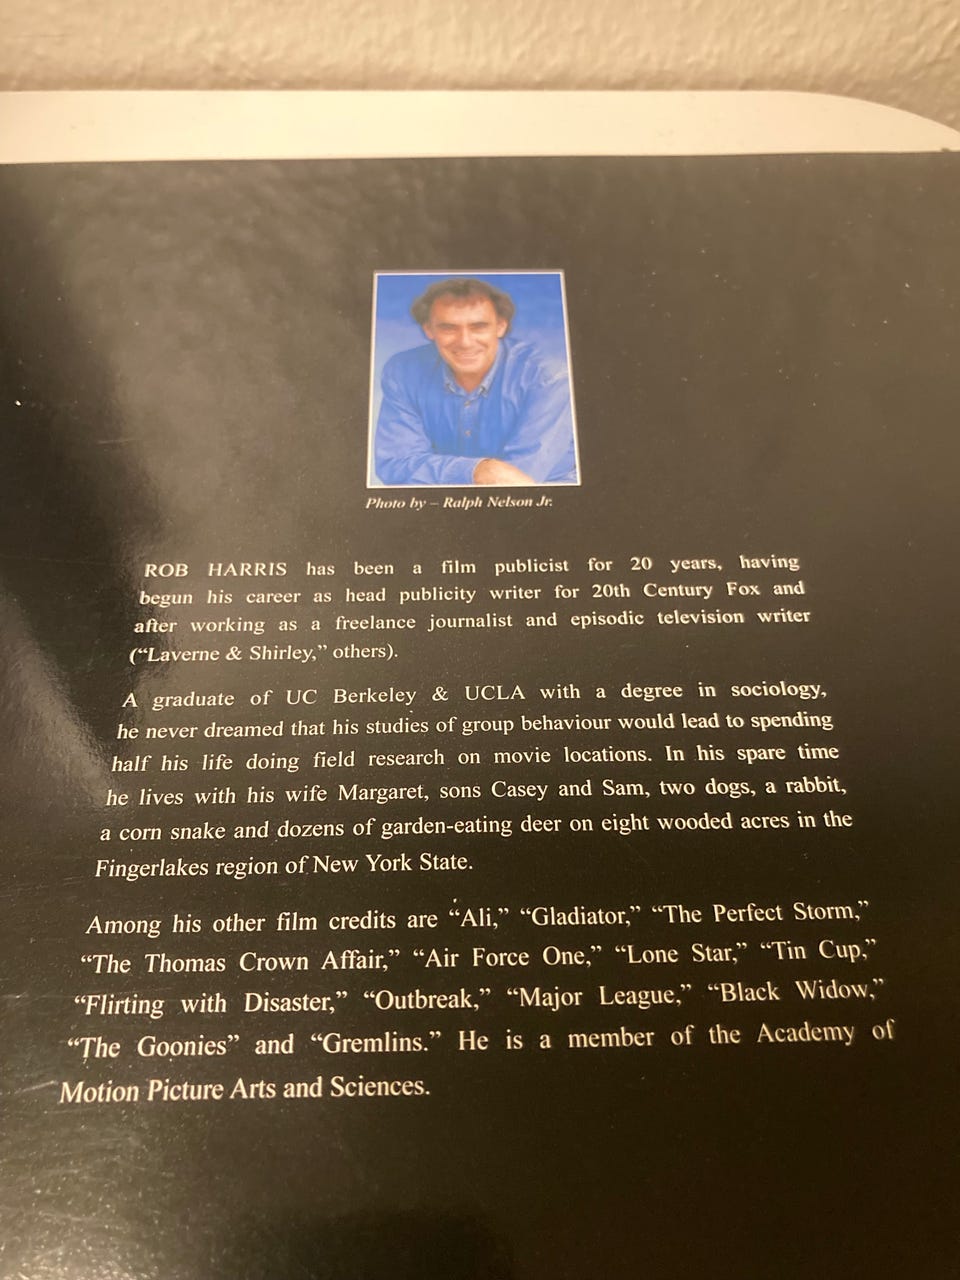 Photo by – Ralph Nelson Jr.
ROB HARRIS has been a film publicist for 20 years, having
begun his career as head publicity writer for 20th Century Fox and
after working as a freelance journalist and episodic television writer
(“Laverne & Shirley,” others).
A graduate of UC Berkeley & UCLA with a degree in sociology,
he never dreamed that his studies of group behaviour would lead to spending
half his life doing field research on movie locations. In his spare time
he lives with his wife Margaret, sons Casey and Sam, two dogs, a rabbit,
a corn snake and dozens of garden-eating deer on eight wooded acres in the
Fingerlakes region of New York State.
Among his other film credits are “Ali,” “Gladiator,” “The Perfect Storm,”
“The Thomas Crown Affair,” “Air Force One,” “Lone Star,” “Tin Cup,”
“Flirting with Disaster,” “Outbreak,” “Major League,” “Black Widow,”
“The Goonies” and “Gremlins.” He is a member of the Academy of
Motion Picture Arts and Sciences.